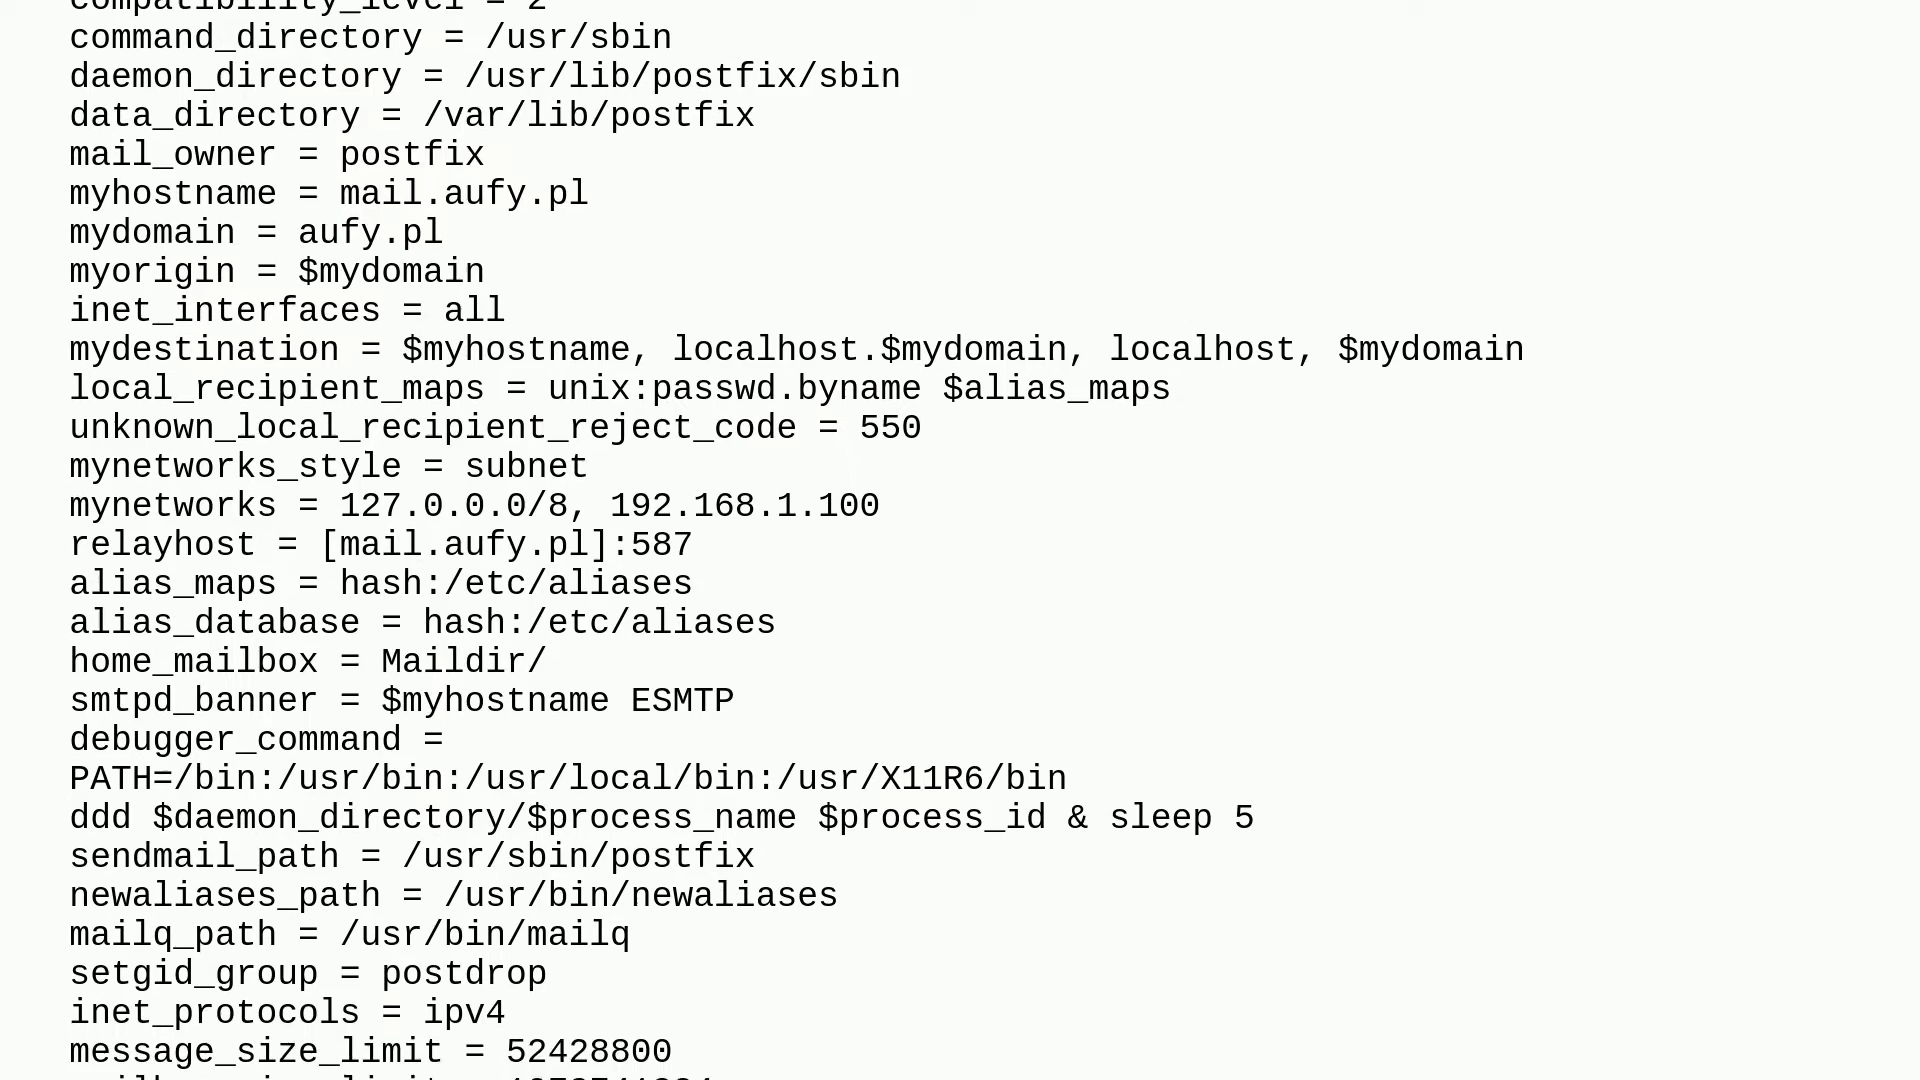 compatibility_level = 2
command_directory = /usr/sbin
daemon_directory = /usr/lib/postfix/sbin
data_directory = /var/lib/postfix
mail_owner = postfix
myhostname = mail.aufy.pl
mydomain = aufy.pl
myorigin = $mydomain
inet_interfaces = all
mydestination = $myhostname, localhost.$mydomain, localhost, $mydomain
local_recipient_maps = unix:passwd.byname $alias_maps
unknown_local_recipient_reject_code = 550
mynetworks_style = subnet
mynetworks = 127.0.0.0/8, 192.168.1.100
relayhost = [mail.aufy.pl]:587
alias_maps = hash:/etc/aliases
alias_database = hash:/etc/aliases
home_mailbox = Maildir/
smtpd_banner = $myhostname ESMTP
debugger_command =
PATH=/bin:/usr/bin:/usr/local/bin:/usr/X11R6/bin
ddd $daemon_directory/$process_name $process_id & sleep 5
sendmail_path = /usr/sbin/postfix
newaliases_path = /usr/bin/newaliases
mailq_path = /usr/bin/mailq
setgid_group = postdrop
inet_protocols = ipv4
message_size_limit = 52428800